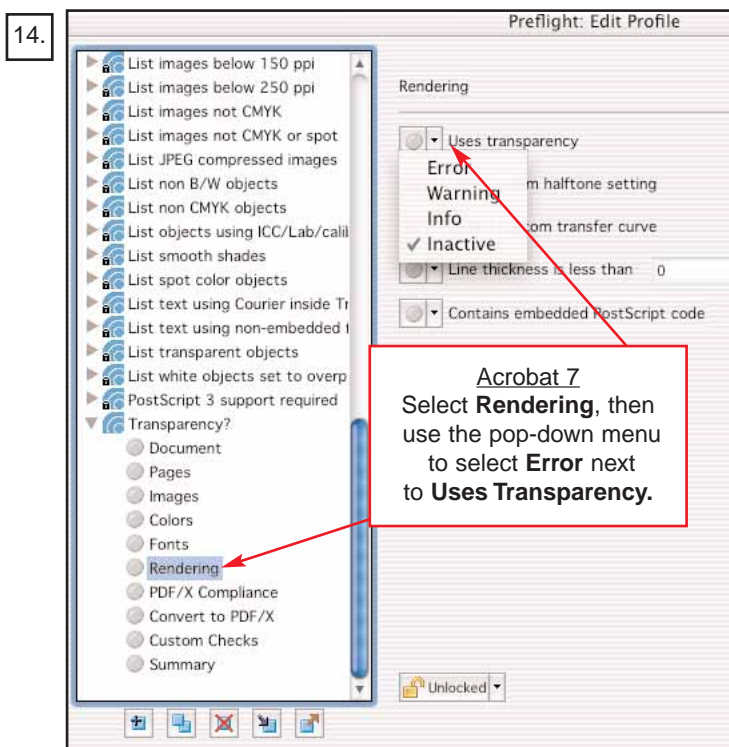 14.
Preflight: Edit Profile
List images below 150 ppi
List images below 250 ppi
List images not CMYK
List images not CMYK or spot
List JPEG compressed images
List non B/W objects
List non CMYK objects
List objects using ICC/Lab/calil
List smooth shades
List spot color objects
List text using Courier inside Tr
List text using non-embedded
List transparent objects
List white objects set to overp
PostScript 3 support required
Transparency?
Document
Pages
Images
Colors
Fonts
Rendering
PDF/X Compliance
Convert to PDF/X
Custom Checks
Summary
Rendering
Uses transparency
Error
Warning
m halftone setting
Info
om transfer curve
✓ Inactive
Line thickness is less than 0
Contains embedded PostScript code
Acrobat 7
Select Rendering, then
use the pop-down menu
to select Error next
to Uses Transparency.
Unlocked